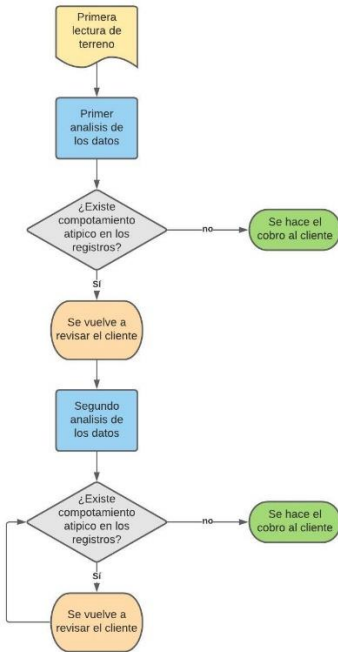 Primera
lectura de
terreno
Primer
analisis de
los datos
¿Existe
compotamiento
atipico en los
registros?
no
Se hace el
cobro al cliente
Sí
Se vuelve a
revisar el cliente
Segundo
analisis de
los datos
¿Existe
compotamiento
atipico en los
registros?
no
Se hace el
cobro al cliente
Sí
Se vuelve a
revisar el cliente